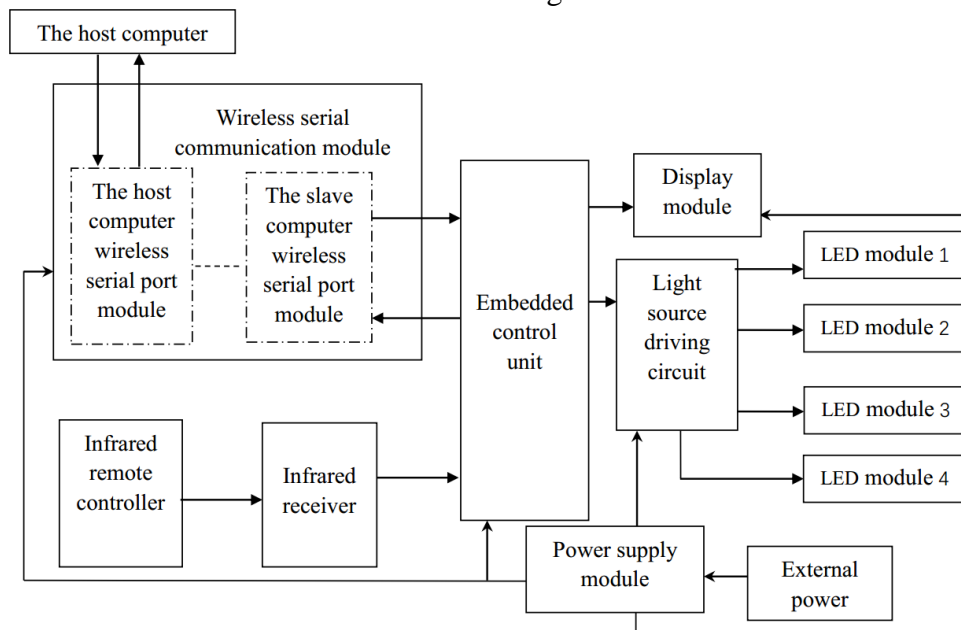 The host computer
Wireless serial
communication module
The host
computer
wireless
serial port
module
The slave
computer
wireless
serial port
module
Embedded
control
unit
Display
module
Light
source
driving
circuit
LED module 1
LED module 2
LED module 3
LED module 4
Infrared
remote
controller
Infrared
receiver
Power supply
module
External
power